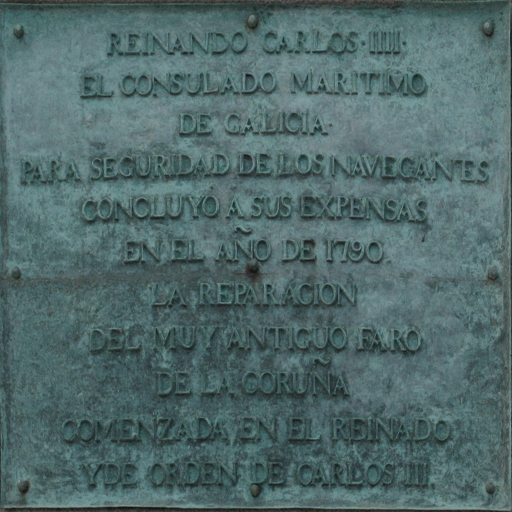 REINANDO CARLOS·IIII·
EL CONSULADO MARITIMO
DE GALICIA·
PARA SEGURIDAD DE LOS NAVEGANTES
CONCLUYO A SUS EXPENSAS
EN EL AÑO DE 1790.
LA REPARACION
DEL MUY ANTIGUO FARO
DE LA CORUÑA
COMENZADA EN EL REINADO
Y DE ORDEN DE CARLOS III.